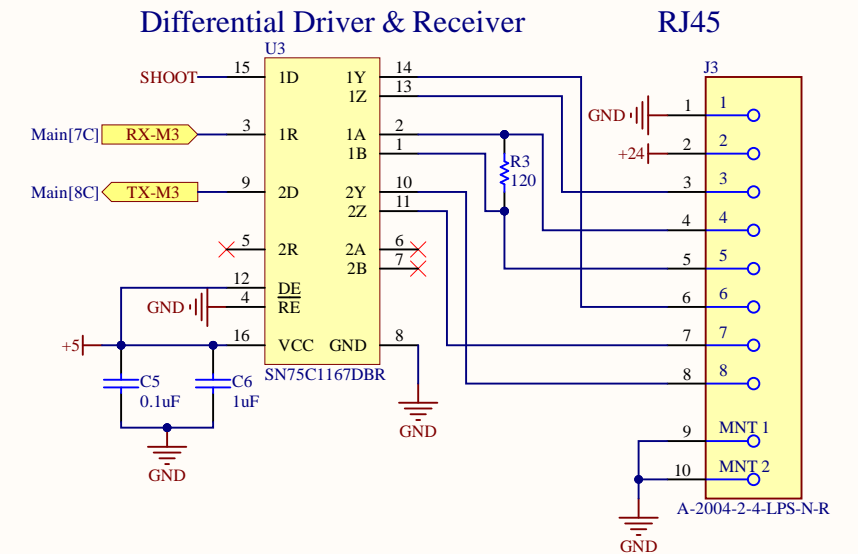 Differential Driver & Receiver
RJ45
U3
J3
SHOOT 15 1D 1Y 14
1Z 13
GND 1 1
Main[7C] RX-M3 3 1R 1A 2
+24 2 2
1B 1
R3
120
Main[8C] TX-M3 9 2D 2Y 10
3 3
2Z 11
4 4
5 2R 2A 6
2B 7
5 5
12 DE
GND 4 RE
6 6
+5 16 VCC GND 8
7 7
SN75C1167DBR
C5
0.1uF
C6
1uF
8 8
GND
GND
9 MNT 1
10 MNT 2
A-2004-2-4-LPS-N-R
GND